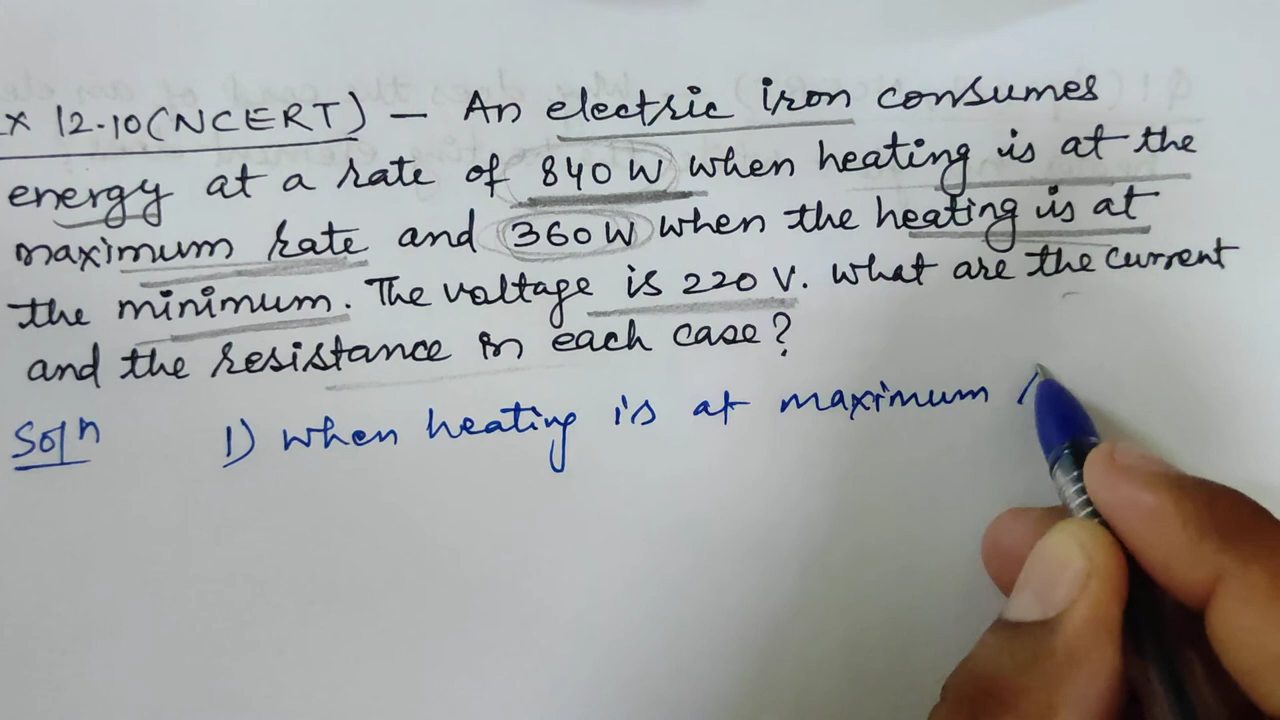 x 12.10 (NCERT) – An electric iron consumes
energy at a rate of 840 W when heating is at the
maximum rate and 360 W when the heating is at
the minimum. The voltage is 220 V. What are the current
and the resistance in each case?
Solⁿ 1) when heating is at maximum